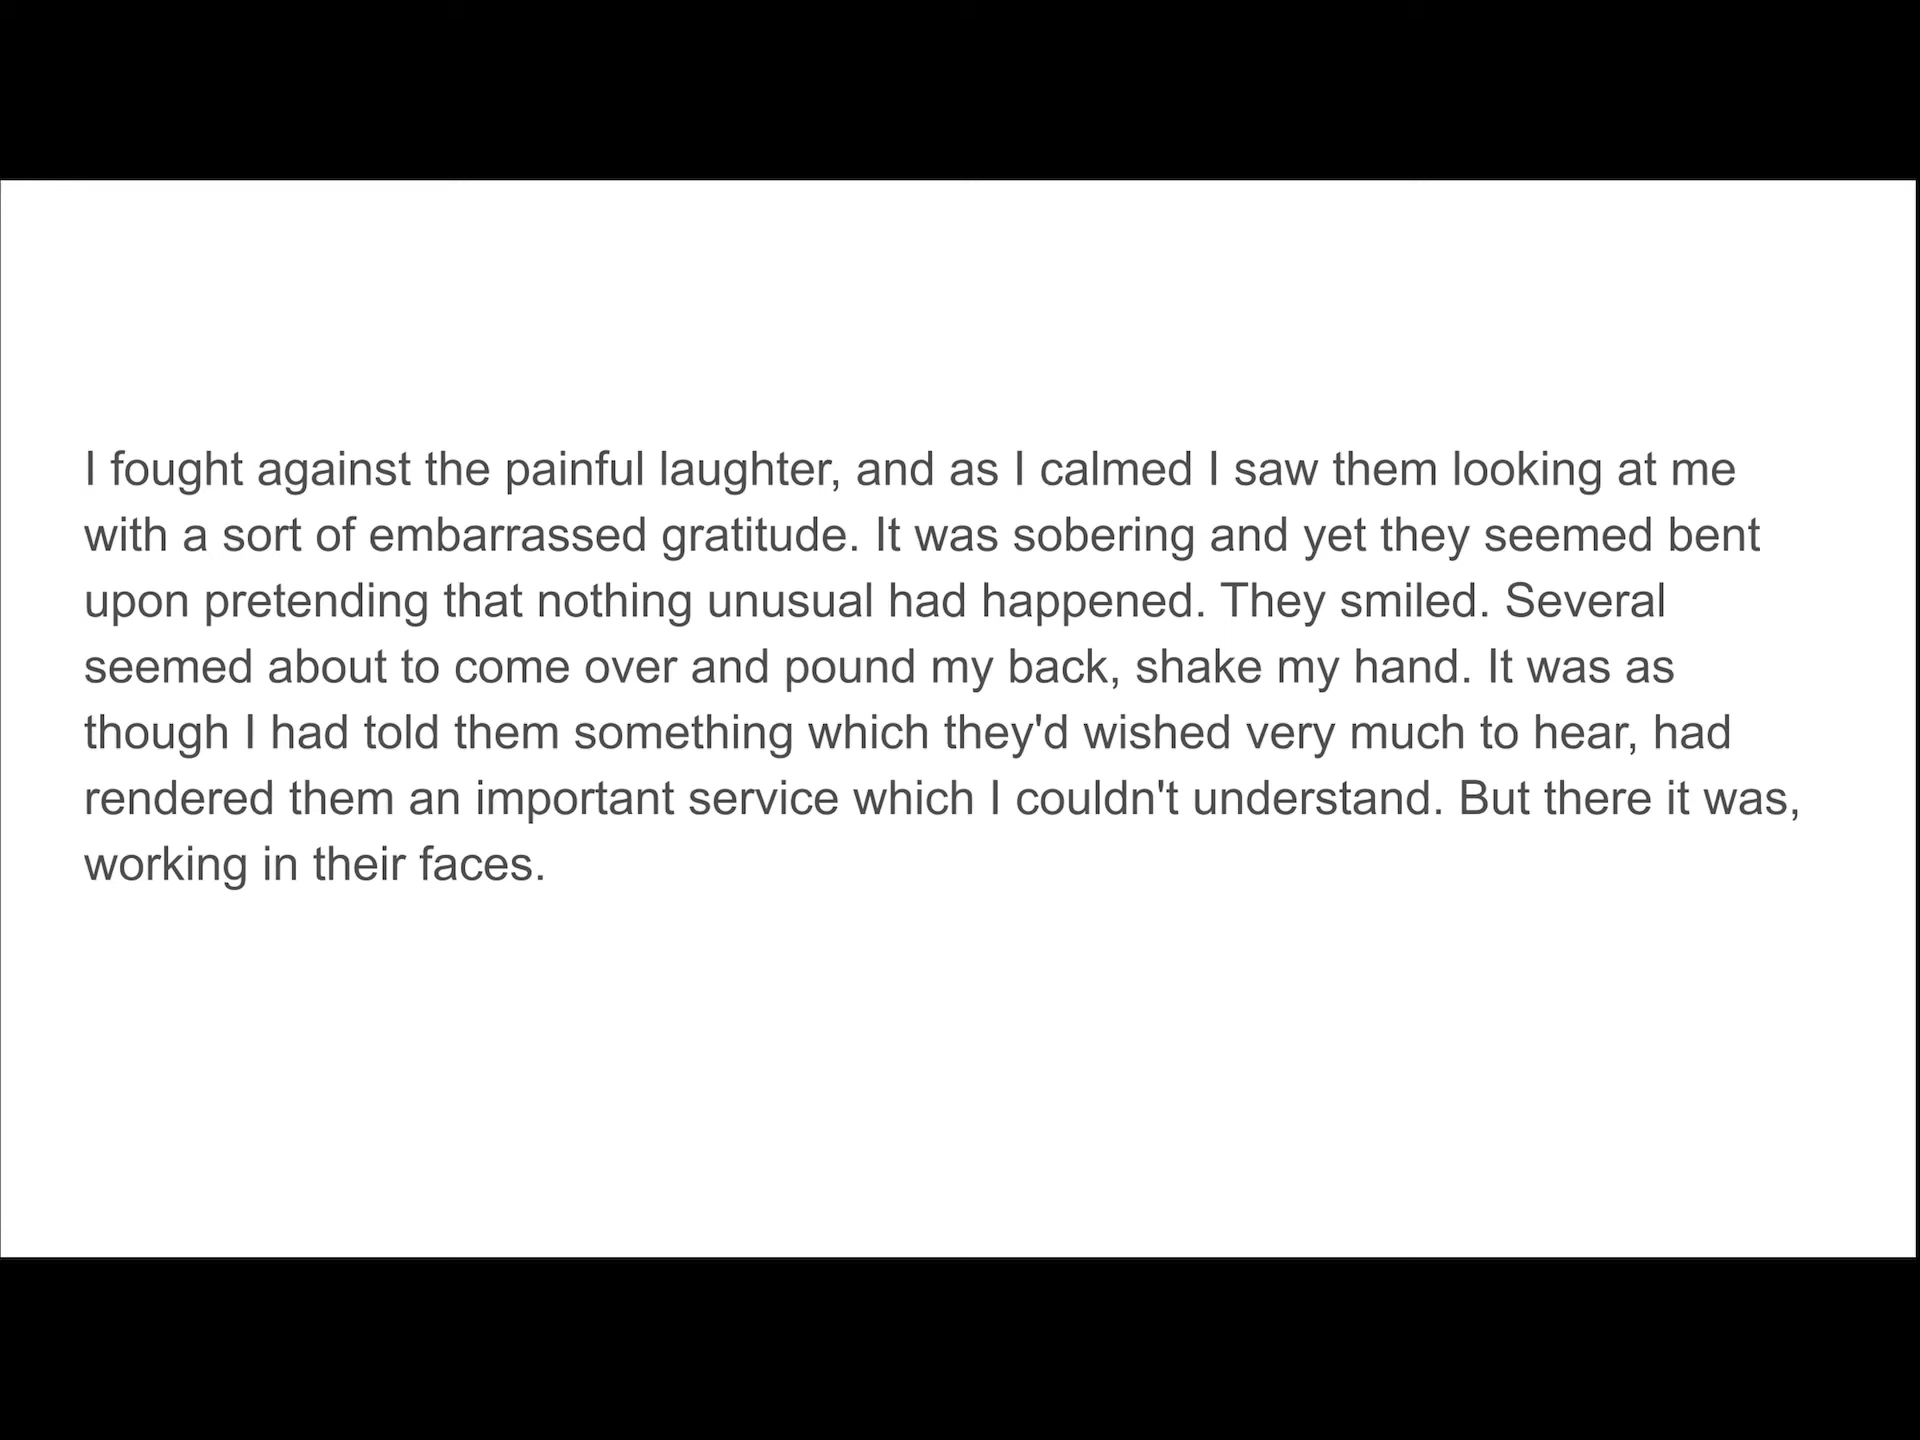 I fought against the painful laughter, and as I calmed I saw them looking at me
with a sort of embarrassed gratitude. It was sobering and yet they seemed bent
upon pretending that nothing unusual had happened. They smiled. Several
seemed about to come over and pound my back, shake my hand. It was as
though I had told them something which they'd wished very much to hear, had
rendered them an important service which I couldn't understand. But there it was,
working in their faces.